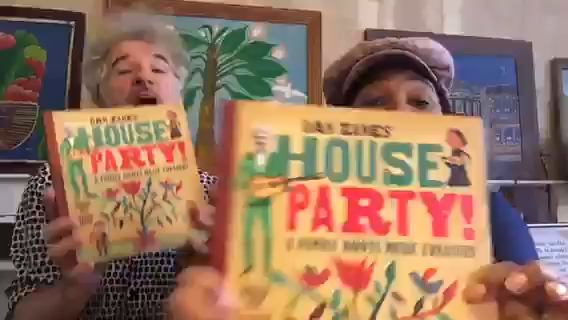 DAN ZANES'
HOUSE
PARTY!
A FAMILY ROOTS MUSIC TREASURY
DAN ZANES'
HOUSE
PARTY!
A FAMILY ROOTS MUSIC TREASURY